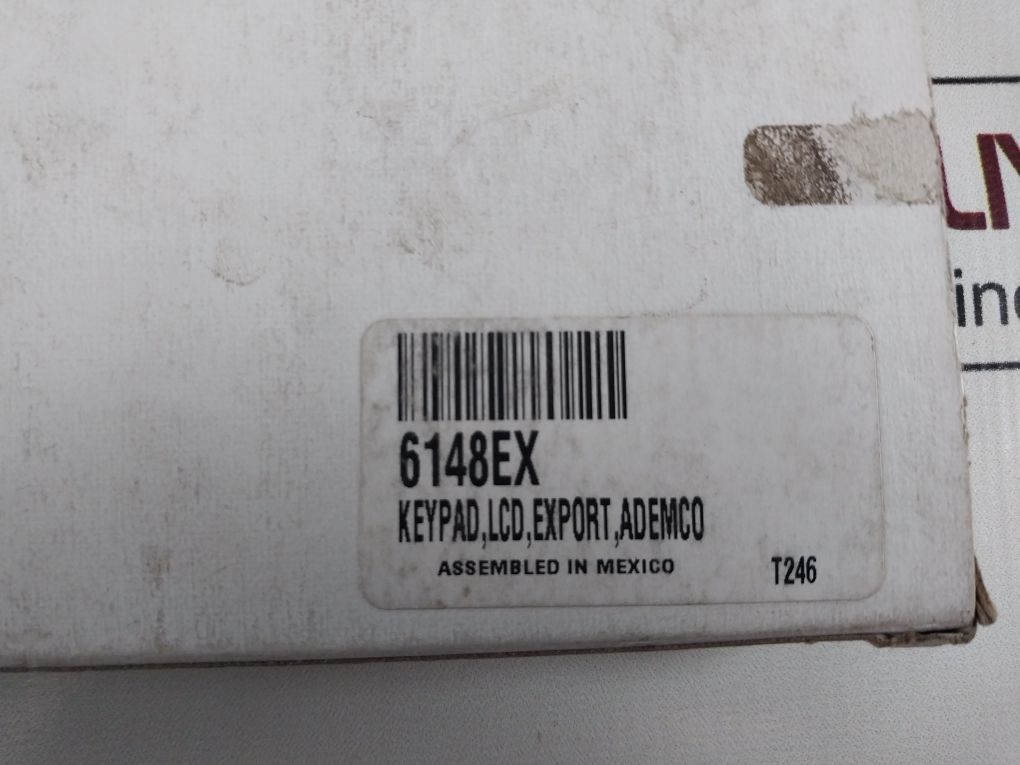 6148EX
KEYPAD,LCD,EXPORT,ADEMCO
ASSEMBLED IN MEXICO
T246